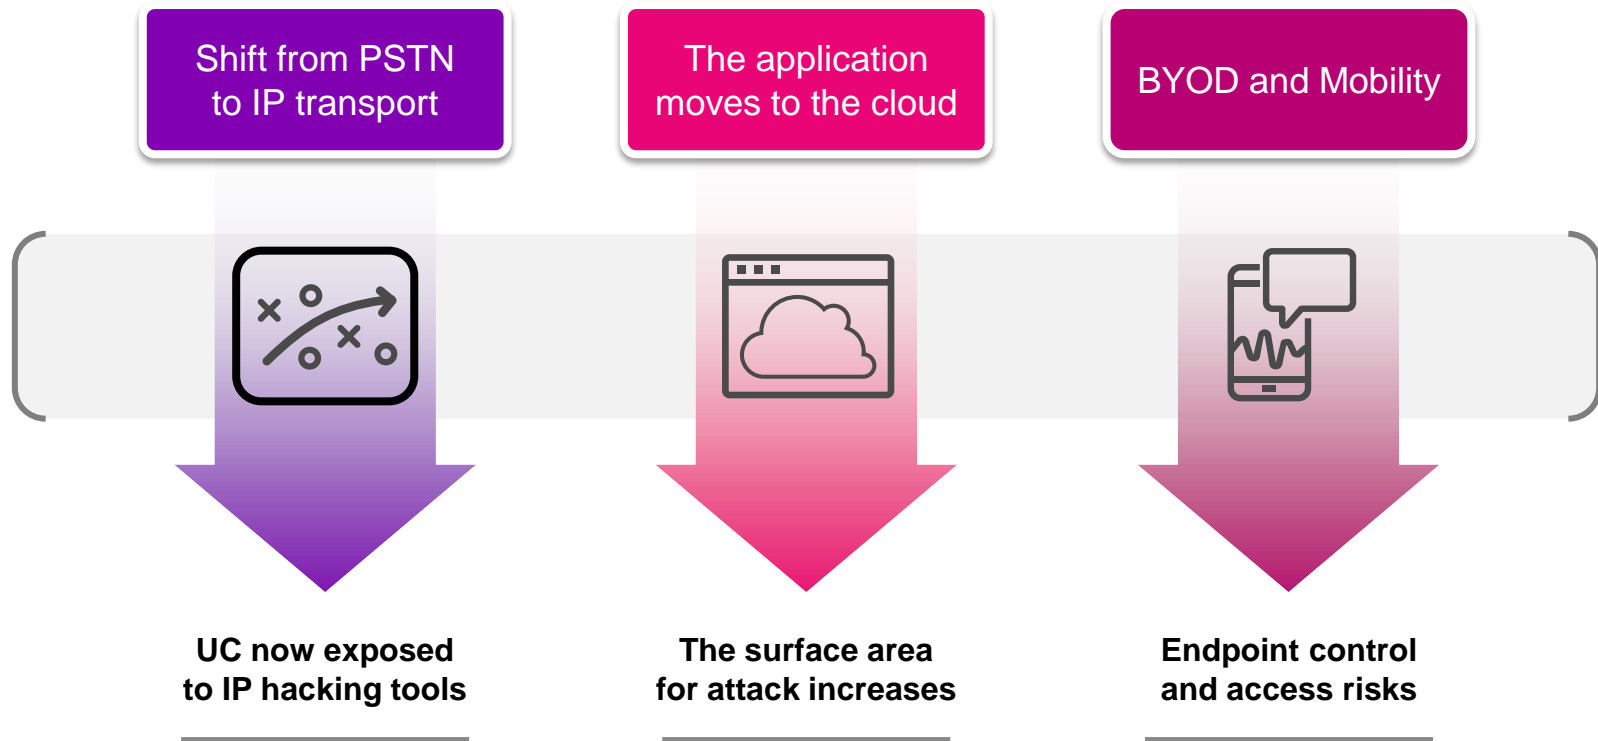 Shift from PSTN
to IP transport
The application
moves to the cloud
BYOD and Mobility
UC now exposed
to IP hacking tools
The surface area
for attack increases
Endpoint control
and access risks